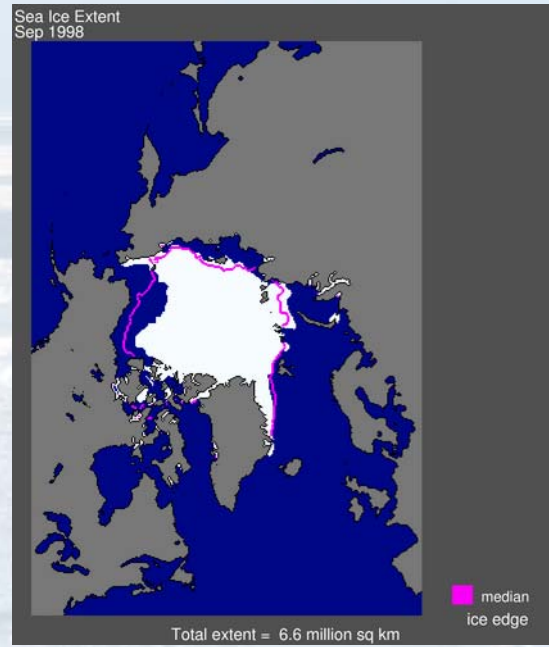 Sea Ice Extent
Sep 1998
median
ice edge
Total extent = 6.6 million sq km